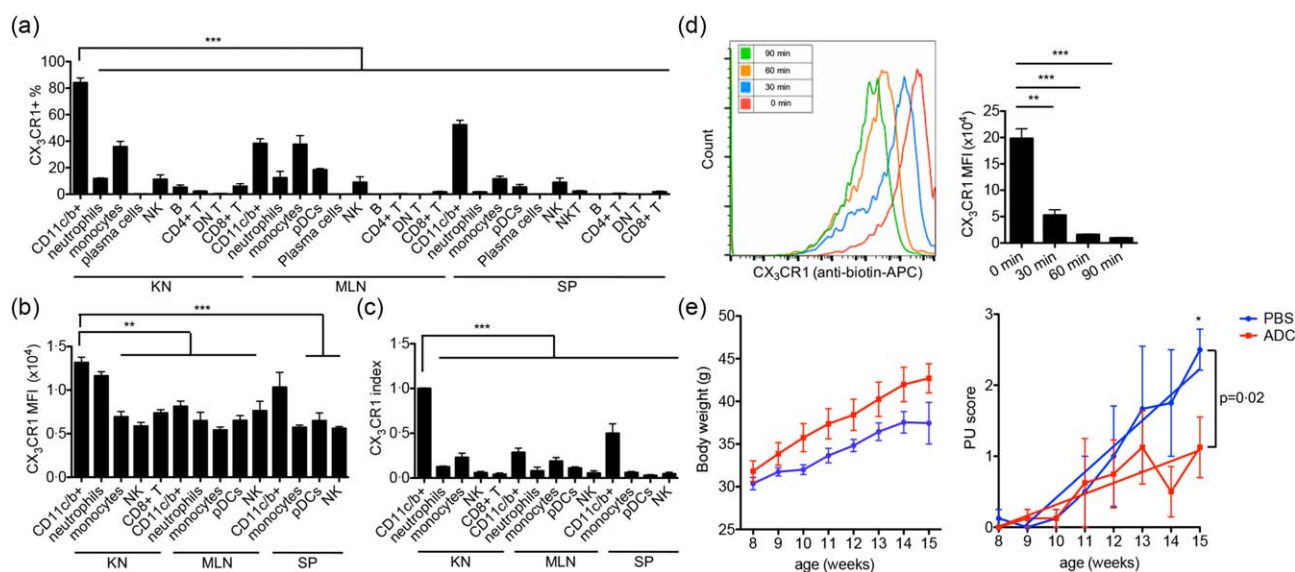 (a)
***
CX3CR1+ %
100
80
60
40
20
0
CD11c/b+
neutrophils
monocytes
plasma cells
NK
B
CD4+ T
DN T
CD8+ T
CD11c/b+
neutrophils
monocytes
pDCs
Plasma cells
NK
B
CD4+ T
DN T
CD8+ T
CD11c/b+
neutrophils
monocytes
pDCs
Plasma cells
NK
NKT
B
CD4+ T
DN T
CD8+ T
KN
MLN
SP
(b)
***
**
CX3CR1 MFI (x10^4)
2·0
1·5
1·0
0·5
0
CD11c/b+
neutrophils
monocytes
NK
CD8+ T
CD11c/b+
neutrophils
monocytes
pDCs
NK
CD11c/b+
monocytes
pDCs
NK
KN
MLN
SP
(c)
***
CX3CR1 index
1·5
1·0
0·5
0
CD11c/b+
neutrophils
monocytes
NK
CD8+ T
CD11c/b+
neutrophils
monocytes
pDCs
NK
CD11c/b+
monocytes
pDCs
NK
KN
MLN
SP
(d)
90 min
60 min
30 min
0 min
Count
CX3CR1 (anti-biotin-APC)
***
***
**
CX3CR1 MFI (x10^4)
25
20
15
10
5
0
0 min
30 min
60 min
90 min
(e)
Body weight (g)
50
45
40
35
30
25
8 9 10 11 12 13 14 15
age (weeks)
PU score
3
2
1
0
8 9 10 11 12 13 14 15
age (weeks)
*
p=0·02
PBS
ADC